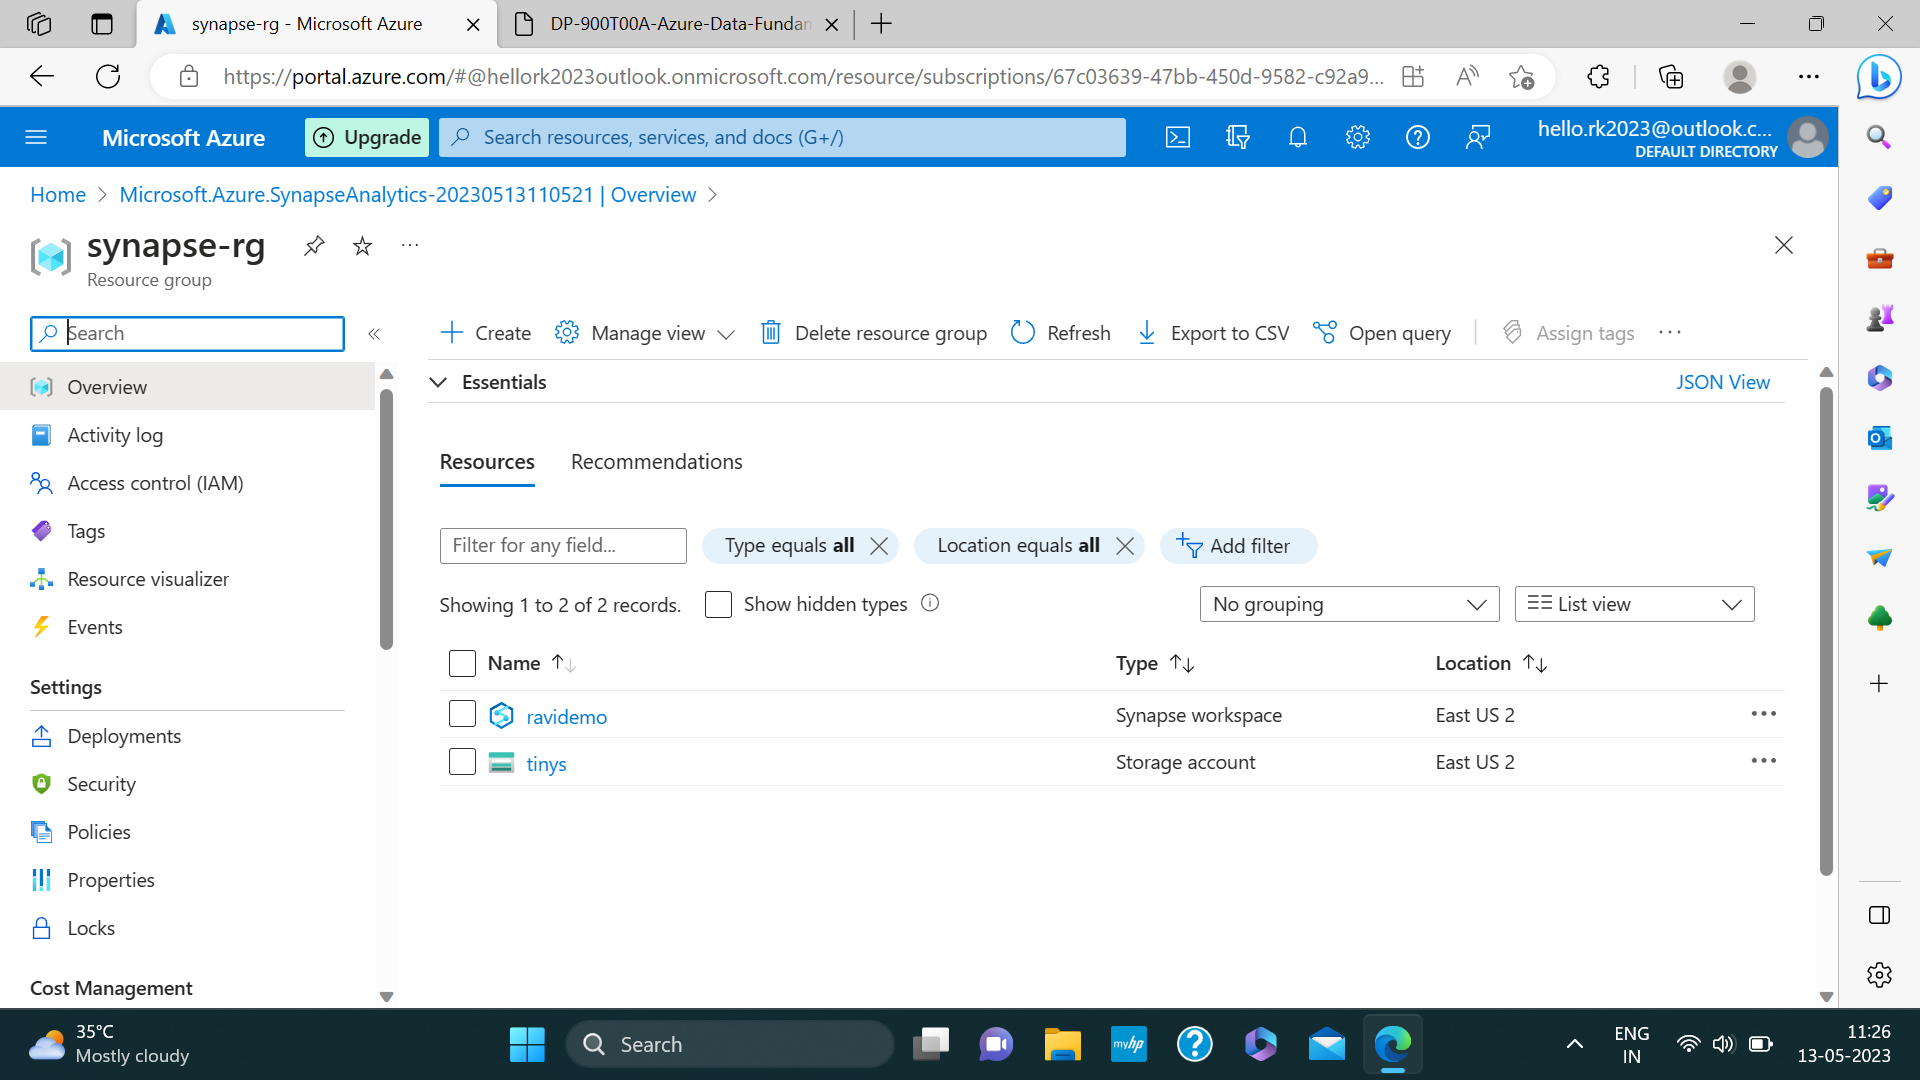 synapse-rg - Microsoft Azure
DP-900T00A-Azure-Data-Fundam
https://portal.azure.com/#@hellork2023outlook.onmicrosoft.com/resource/subscriptions/67c03639-47bb-450d-9582-c92a9...
Microsoft Azure
Upgrade
Search resources, services, and docs (G+/)
hello.rk2023@outlook.c...
DEFAULT DIRECTORY
Home > Microsoft.Azure.SynapseAnalytics-20230513110521 | Overview >
synapse-rg
Resource group
Search
Create
Manage view
Delete resource group
Refresh
Export to CSV
Open query
Assign tags
Overview
Activity log
Access control (IAM)
Tags
Resource visualizer
Events
Settings
Deployments
Security
Policies
Properties
Locks
Cost Management
Essentials
JSON View
Resources
Recommendations
Filter for any field...
Type equals all
Location equals all
Add filter
Showing 1 to 2 of 2 records.
Show hidden types
No grouping
List view
Name
Type
Location
ravidemo
Synapse workspace
East US 2
tinys
Storage account
East US 2
35°C
Mostly cloudy
Search
myhp
ENG
IN
11:26
13-05-2023